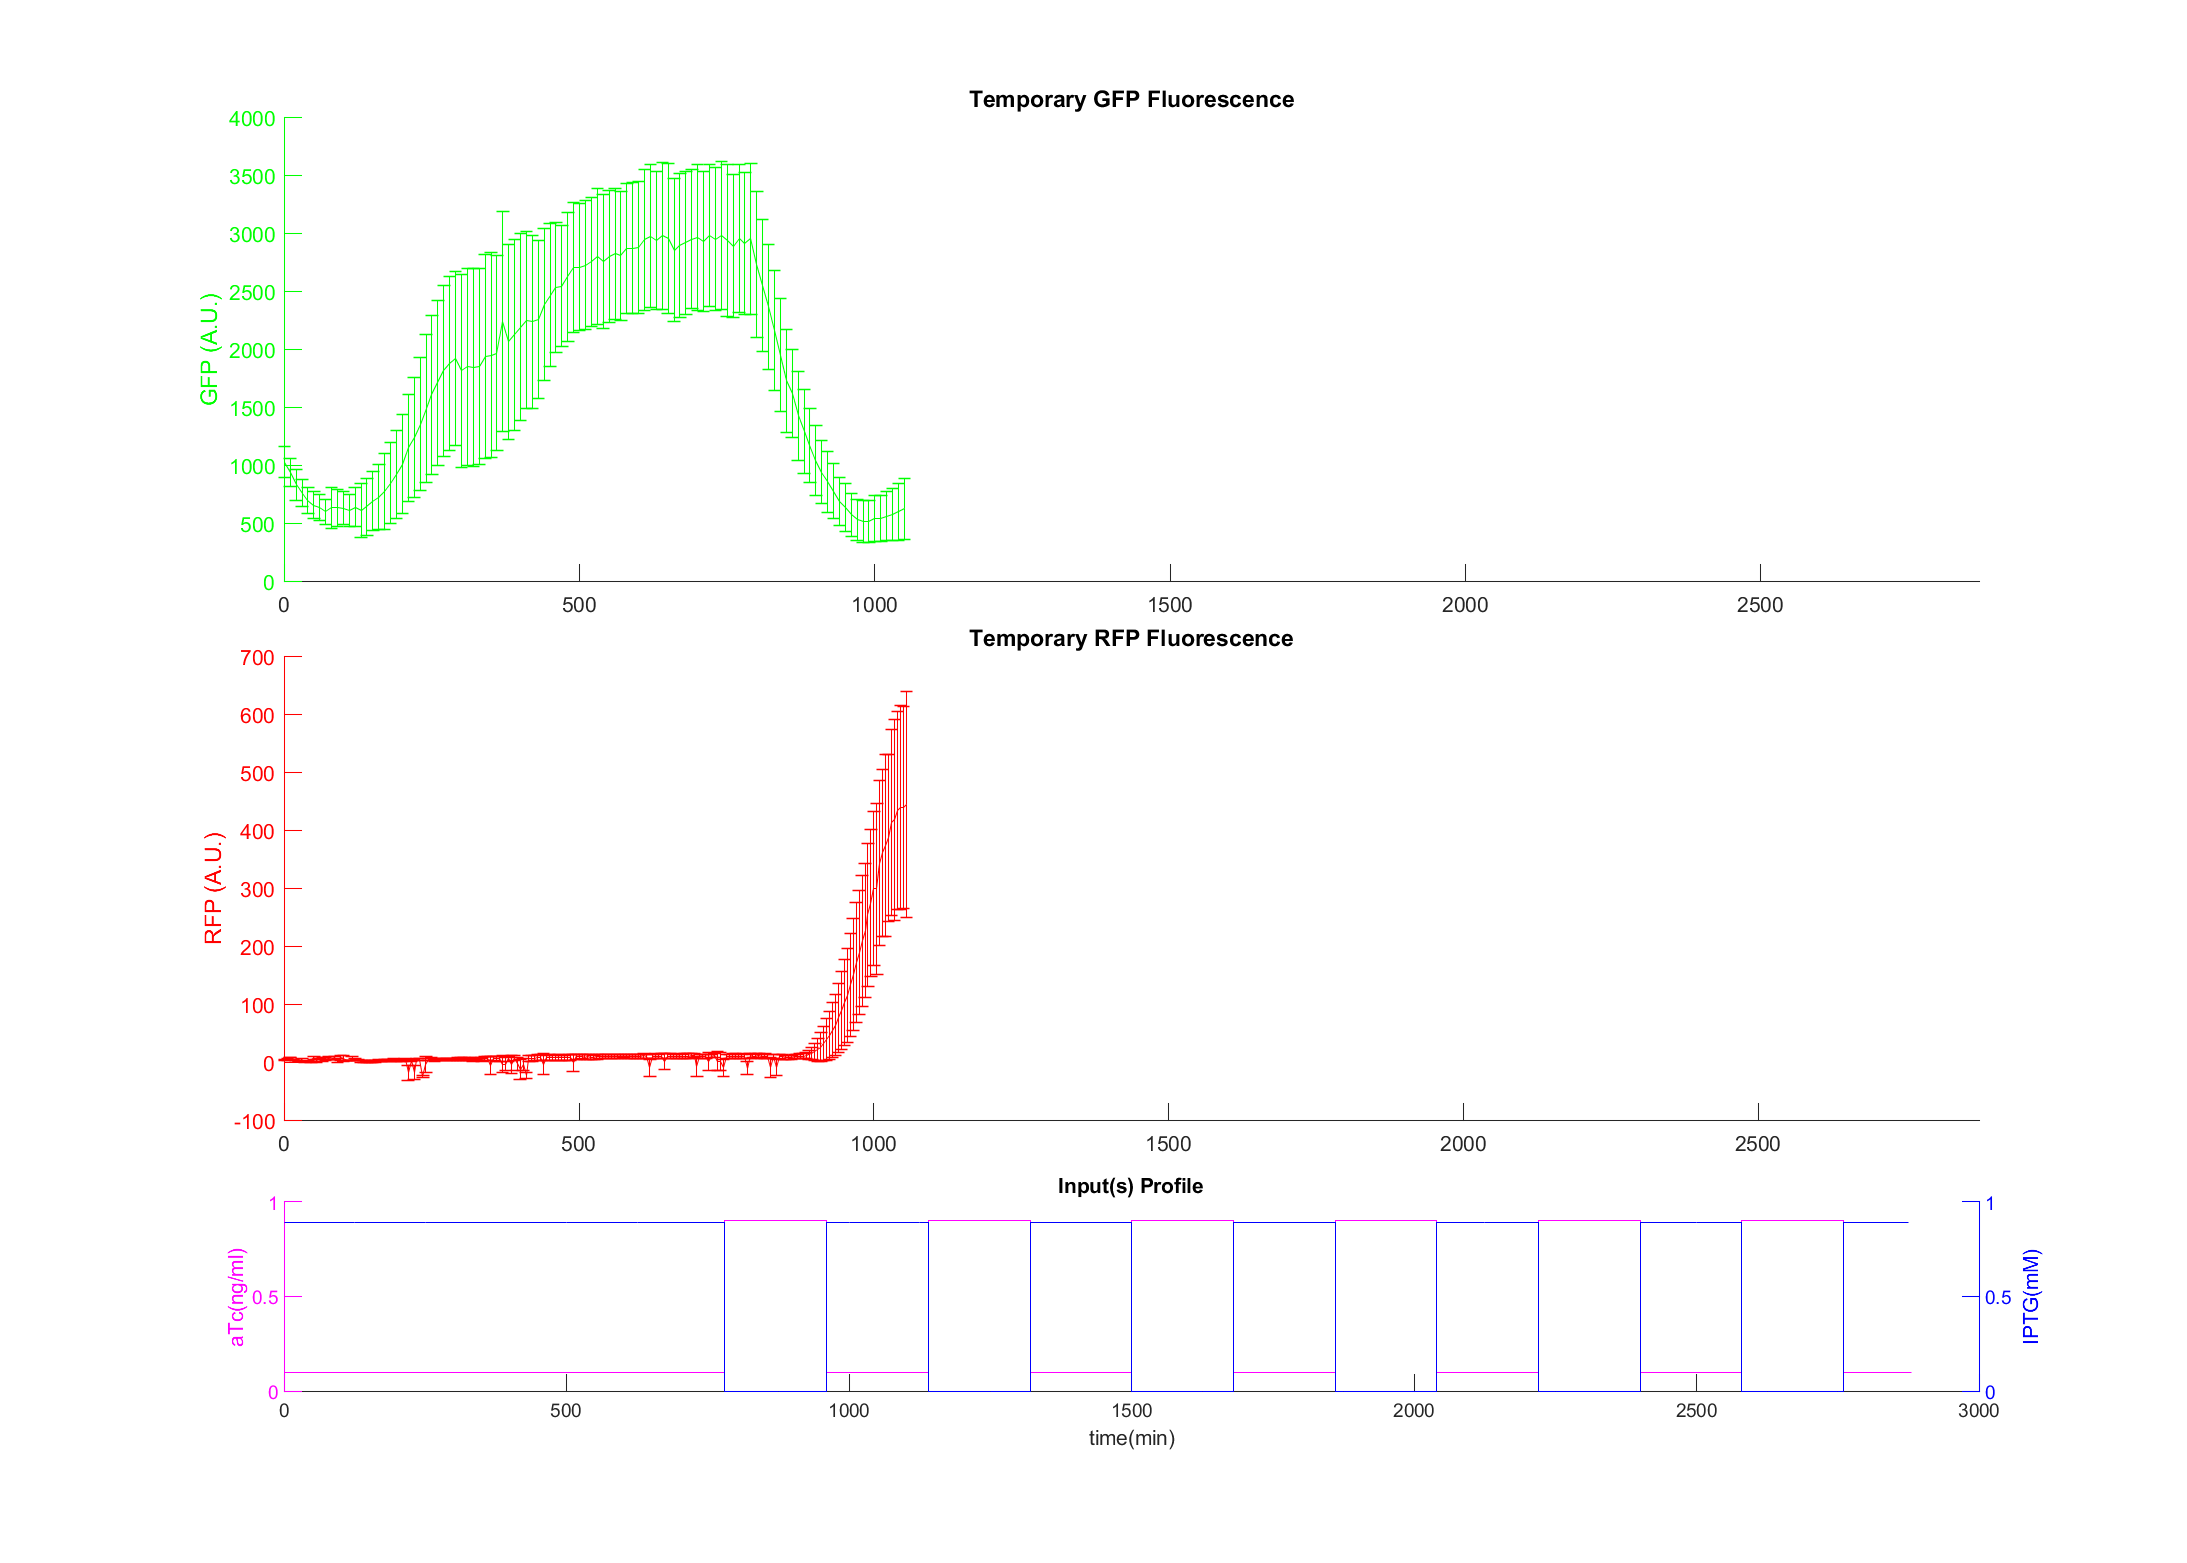 Temporary GFP Fluorescence
4000
3500
3000
2500
2000
1500
1000
500
0
GFP (A.U.)
0 500 1000 1500 2000 2500
Temporary RFP Fluorescence
700
600
500
400
300
200
100
0
-100
RFP (A.U.)
0 500 1000 1500 2000 2500
Input(s) Profile
1
0.5
0
aTc(ng/ml)
1
0.5
0
IPTG(mM)
0 500 1000 1500 2000 2500 3000
time(min)